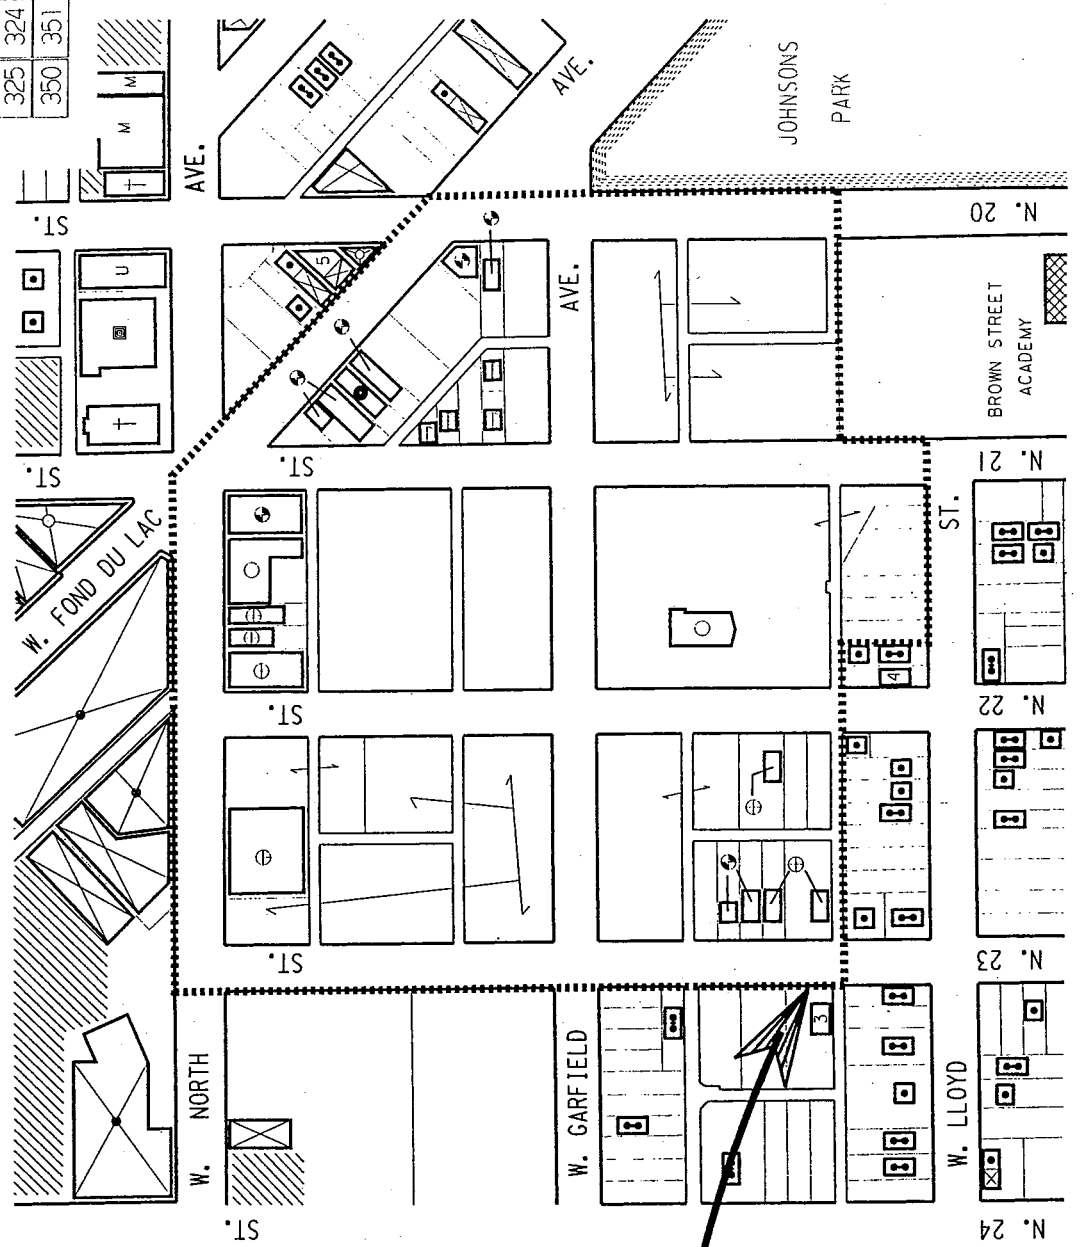 325 324
350 351
M
M
U
W. NORTH AVE.
W. FOND DU LAC AVE.
W. GARFIELD AVE.
W. LLOYD ST.
N. 20 ST.
N. 21 ST.
N. 22 ST.
N. 23 ST.
N. 24 ST.
JOHNSONS
PARK
BROWN STREET
ACADEMY
5
4
3